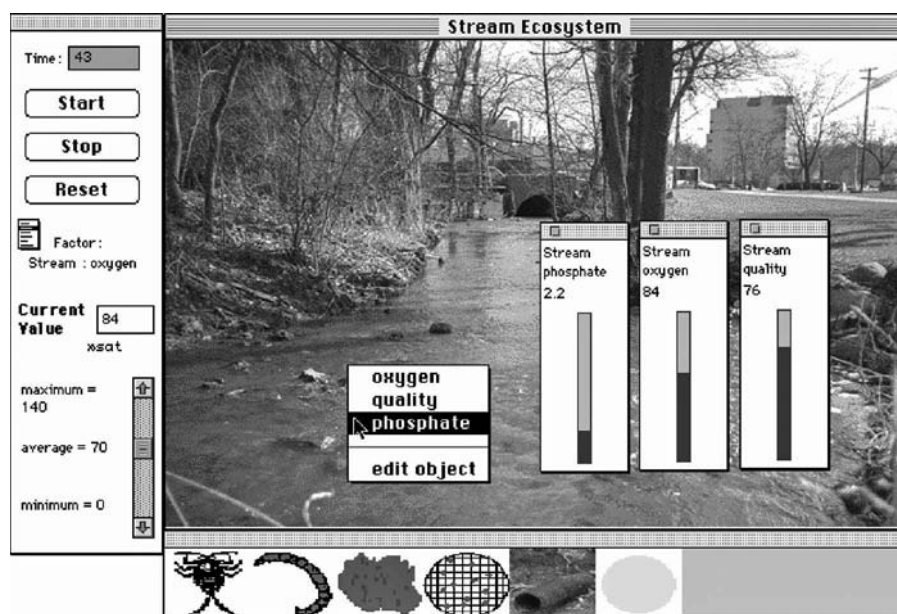 Stream Ecosystem
Time: 43
Start
Stop
Reset
Factor:
Stream : oxygen
Current
Value
84
%sat
maximum =
140
average = 70
minimum = 0
oxygen
quality
phosphate
edit object
Stream
phosphate
2.2
Stream
oxygen
84
Stream
quality
76